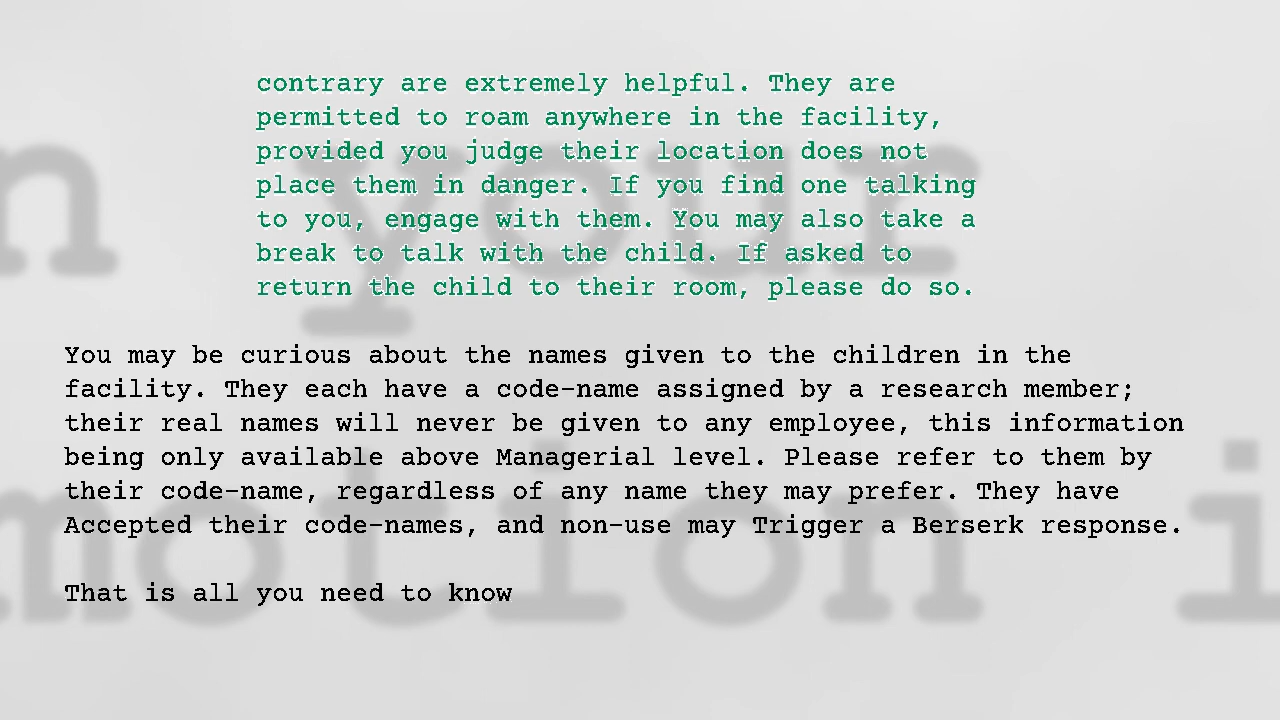 contrary are extremely helpful. They are
permitted to roam anywhere in the facility,
provided you judge their location does not
place them in danger. If you find one talking
to you, engage with them. You may also take a
break to talk with the child. If asked to
return the child to their room, please do so.
You may be curious about the names given to the children in the
facility. They each have a code-name assigned by a research member;
their real names will never be given to any employee, this information
being only available above Managerial level. Please refer to them by
their code-name, regardless of any name they may prefer. They have
Accepted their code-names, and non-use may Trigger a Berserk response.
That is all you need to know